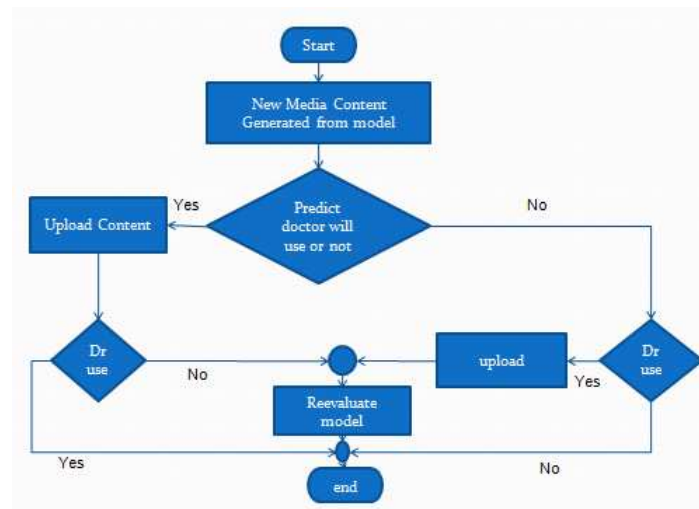 Start
New Media Content
Generated from model
Yes
No
Predict
doctor will
use or not
Upload Content
Dr
use
No
upload
Yes
Dr
use
Reevaluate
model
Yes
No
end